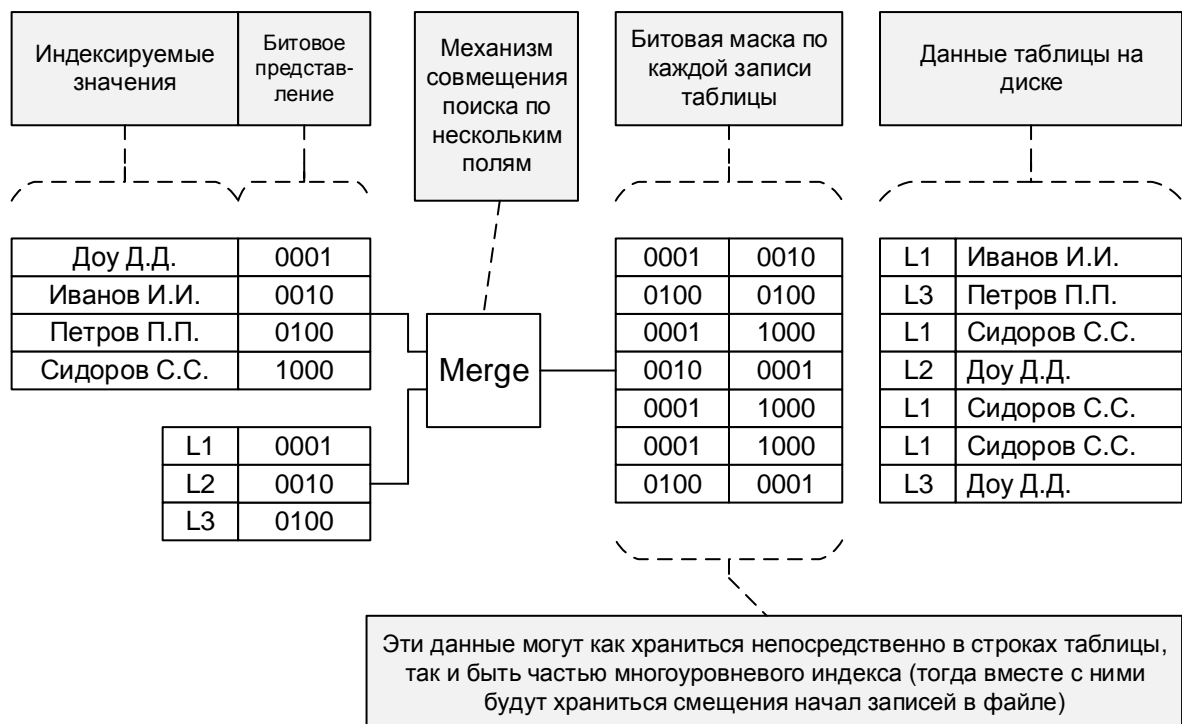 Индексируемые
значения
Битовое
представ-
ление
Механизм
совмещения
поиска по
нескольким
полям
Битовая маска по
каждой записи
таблицы
Данные таблицы на
диске
Доу Д.Д. 0001
Иванов И.И. 0010
Петров П.П. 0100
Сидоров С.С. 1000
L1 0001
L2 0010
L3 0100
Merge
0001 0010
0100 0100
0001 1000
0010 0001
0001 1000
0001 1000
0100 0001
L1 Иванов И.И.
L3 Петров П.П.
L1 Сидоров С.С.
L2 Доу Д.Д.
L1 Сидоров С.С.
L1 Сидоров С.С.
L3 Доу Д.Д.
Эти данные могут как храниться непосредственно в строках таблицы,
так и быть частью многоуровневого индекса (тогда вместе с ними
будут храниться смещения начал записей в файле)